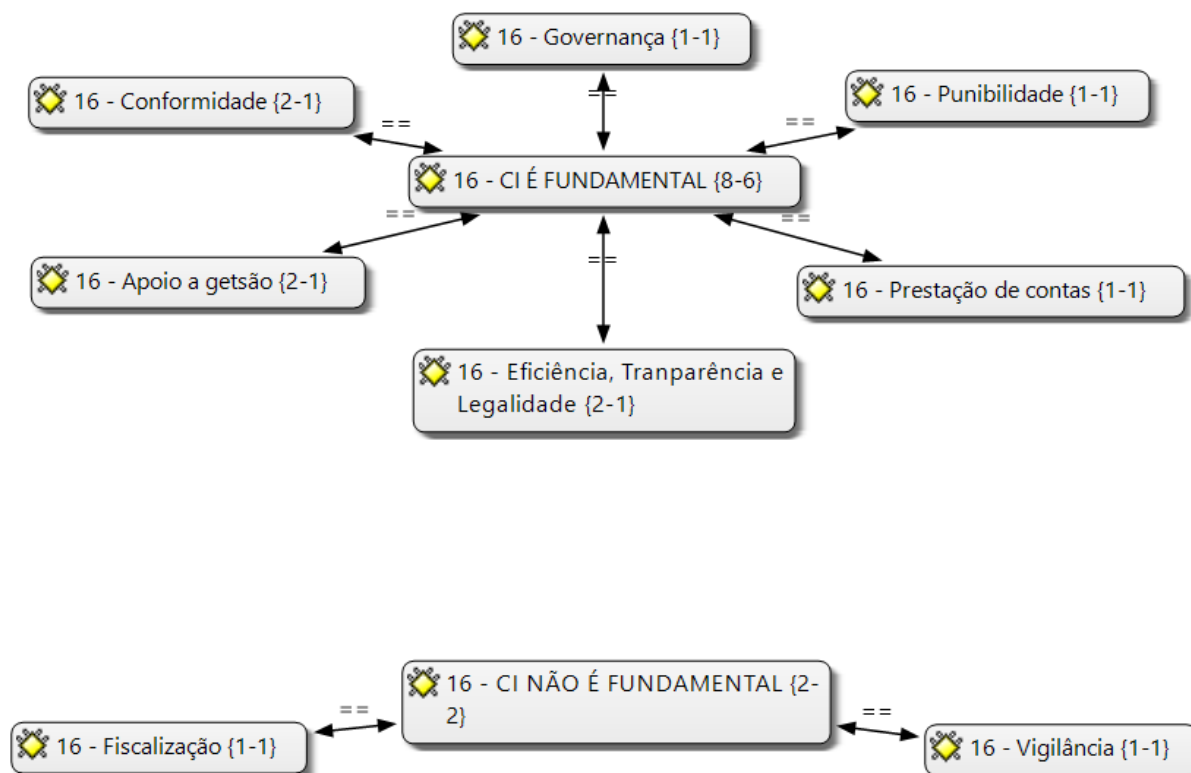 16 - Governança {1-1}
16 - Conformidade {2-1}
16 - Punibilidade {1-1}
==
==
==
16 - CI É FUNDAMENTAL {8-6}
==
==
==
16 - Apoio a getsão {2-1}
16 - Prestação de contas {1-1}
16 - Eficiência, Tranparência e
Legalidade {2-1}
16 - CI NÃO É FUNDAMENTAL {2-
2}
==
==
16 - Fiscalização {1-1}
16 - Vigilância {1-1}